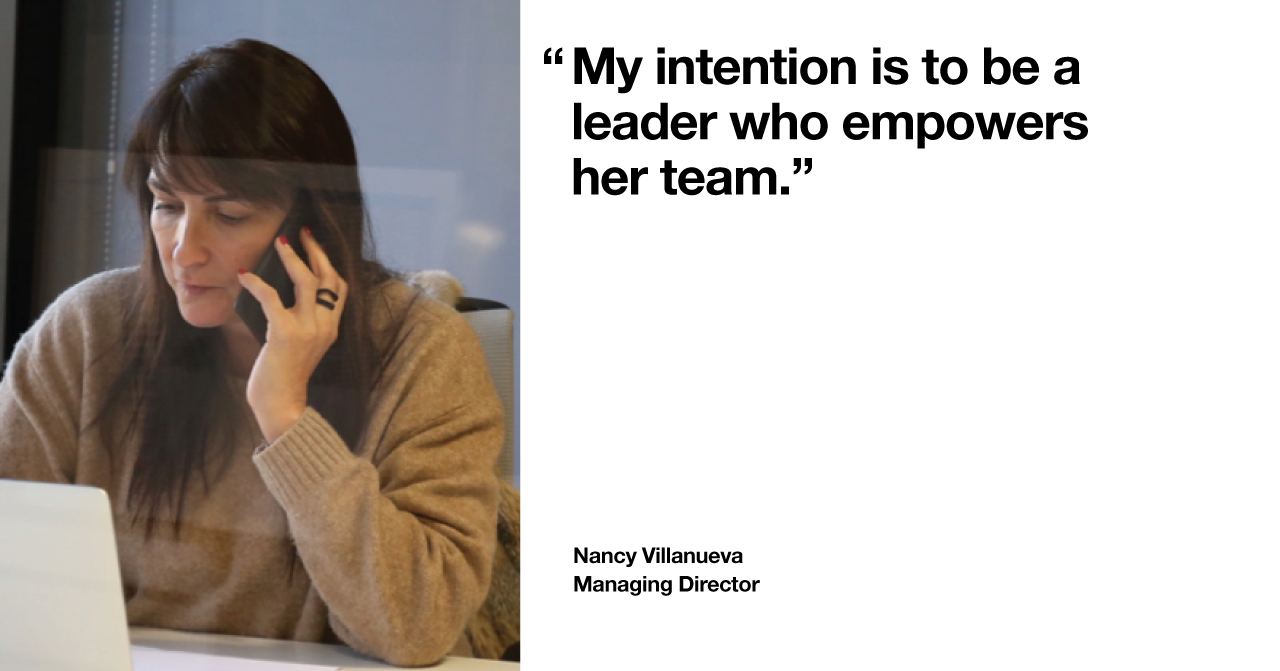 “My intention is to be a
leader who empowers
her team.”
Nancy Villanueva
Managing Director